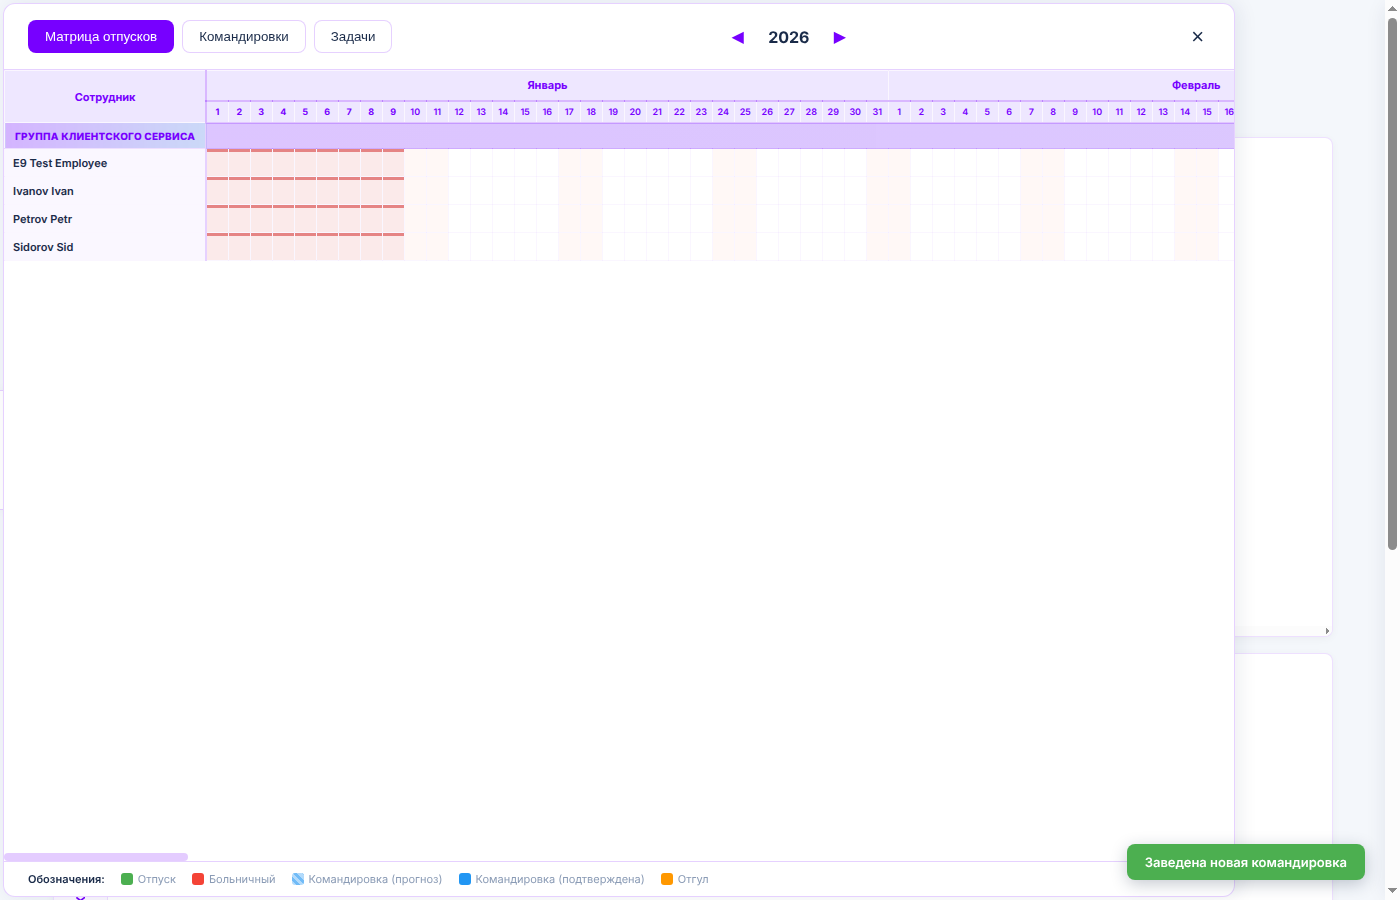 Матрица отпусков Командировки Задачи ◀ 2026 ▶ ×
Сотрудник Январь Февраль
1 2 3 4 5 6 7 8 9 10 11 12 13 14 15 16 17 18 19 20 21 22 23 24 25 26 27 28 29 30 31 1 2 3 4 5 6 7 8 9 10 11 12 13 14 15 16
ГРУППА КЛИЕНТСКОГО СЕРВИСА
E9 Test Employee
Ivanov Ivan
Petrov Petr
Sidorov Sid
Заведена новая командировка
Обозначения: Отпуск Больничный Командировка (прогноз) Командировка (подтверждена) Отгул